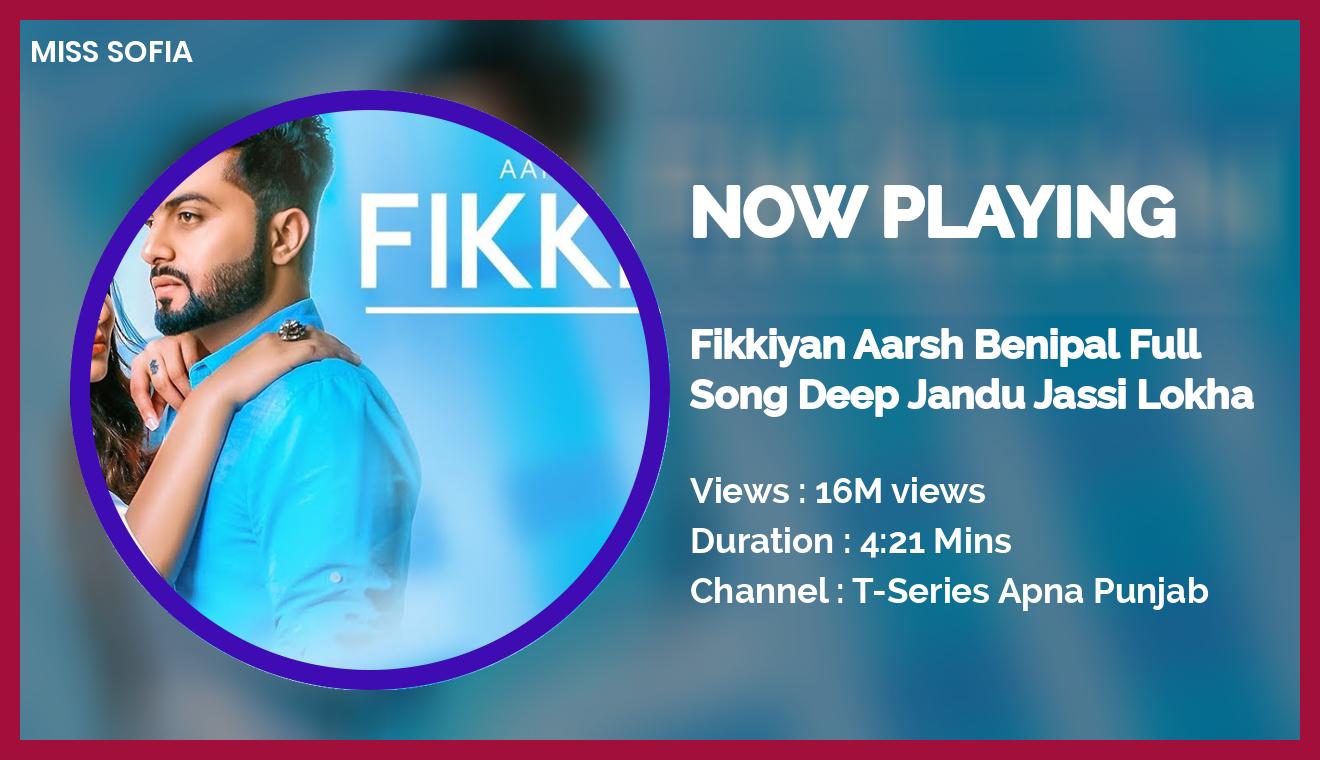 MISS SOFIA
AA
FIKK
NOW PLAYING
Fikkiyan Aarsh Benipal Full
Song Deep Jandu Jassi Lokha
Views : 16M views
Duration : 4:21 Mins
Channel : T-Series Apna Punjab